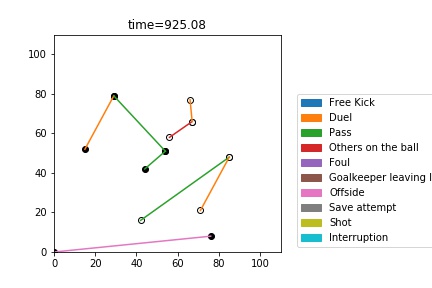 time=925.08
100
80
60
40
20
0
0 20 40 60 80 100
Free Kick
Duel
Pass
Others on the ball
Foul
Goalkeeper leaving l
Offside
Save attempt
Shot
Interruption